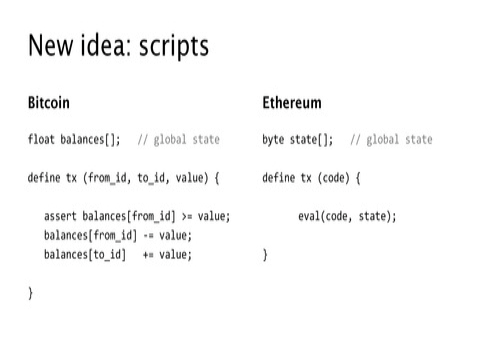 New idea: scripts
Bitcoin
float balances[];  // global state
define tx (from_id, to_id, value) {
assert balances[from_id] >= value;
balances[from_id] -= value;
balances[to_id]  += value;
}
Ethereum
byte state[];  // global state
define tx (code) {
eval(code, state);
}